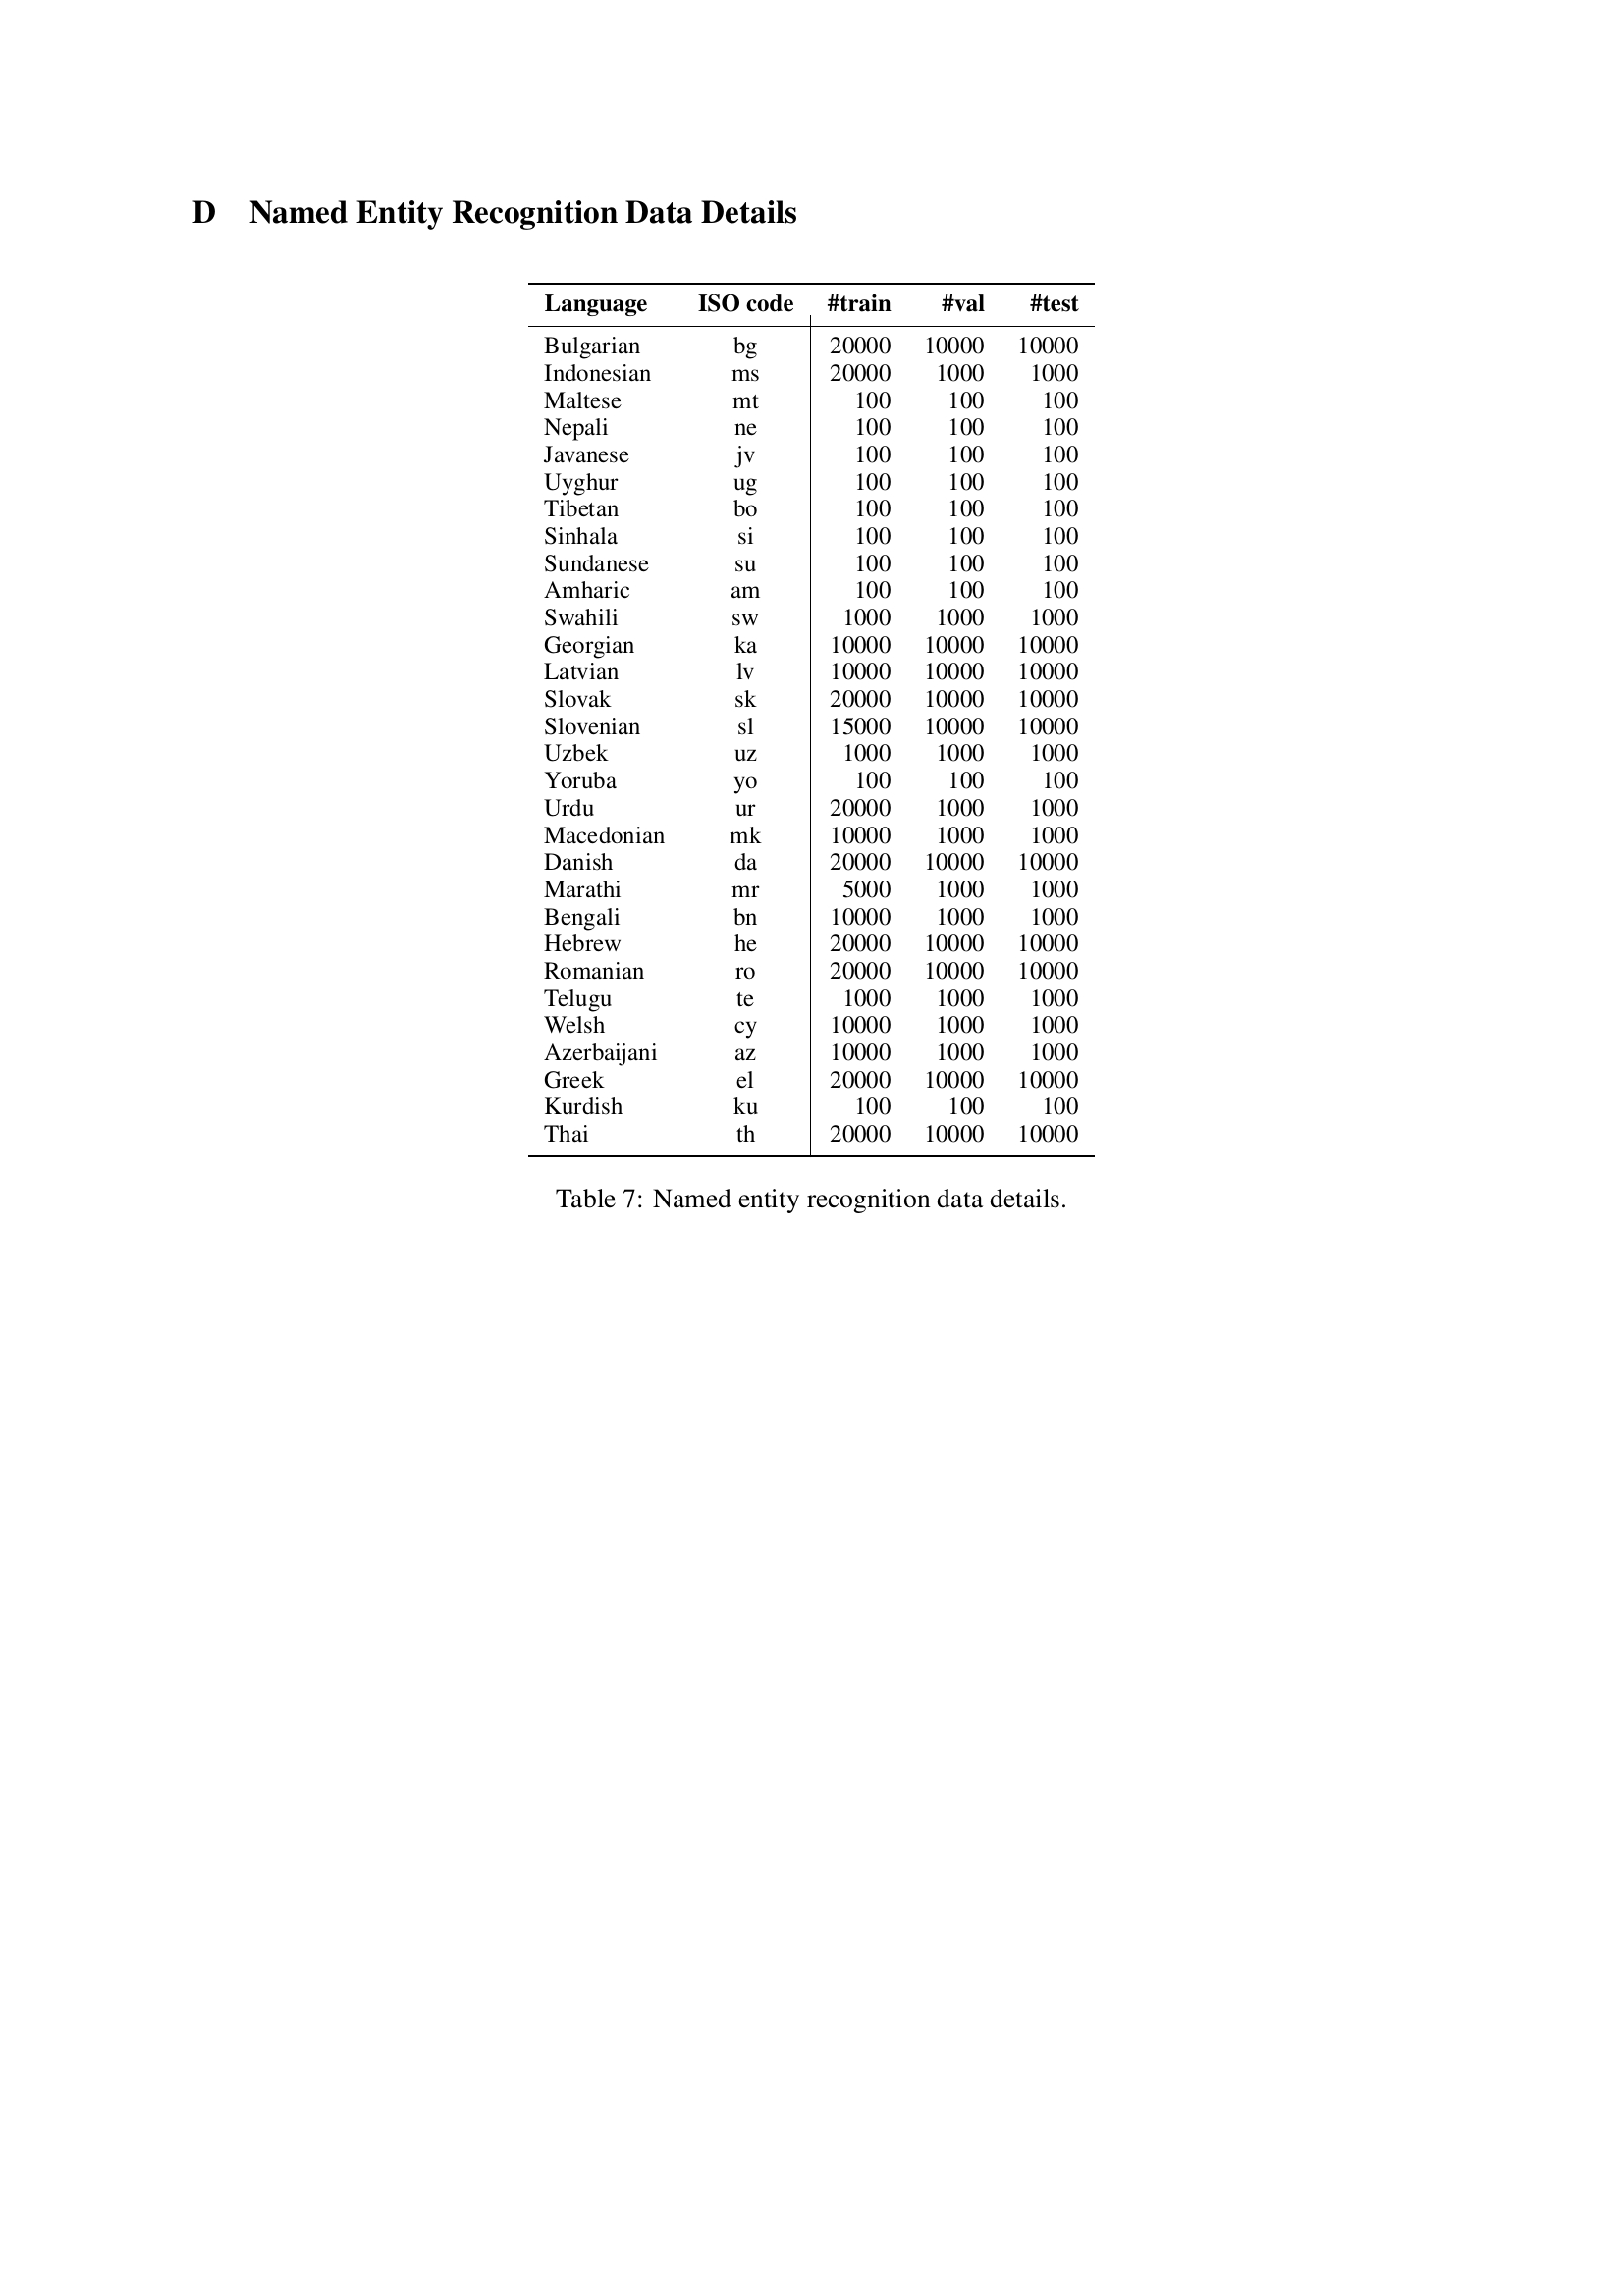 D Named Entity Recognition Data Details
Language ISO code #train #val #test
Bulgarian bg 20000 10000 10000
Indonesian ms 20000 1000 1000
Maltese mt 100 100 100
Nepali ne 100 100 100
Javanese jv 100 100 100
Uyghur ug 100 100 100
Tibetan bo 100 100 100
Sinhala si 100 100 100
Sundanese su 100 100 100
Amharic am 100 100 100
Swahili sw 1000 1000 1000
Georgian ka 10000 10000 10000
Latvian lv 10000 10000 10000
Slovak sk 20000 10000 10000
Slovenian sl 15000 10000 10000
Uzbek uz 1000 1000 1000
Yoruba yo 100 100 100
Urdu ur 20000 1000 1000
Macedonian mk 10000 1000 1000
Danish da 20000 10000 10000
Marathi mr 5000 1000 1000
Bengali bn 10000 1000 1000
Hebrew he 20000 10000 10000
Romanian ro 20000 10000 10000
Telugu te 1000 1000 1000
Welsh cy 10000 1000 1000
Azerbaijani az 10000 1000 1000
Greek el 20000 10000 10000
Kurdish ku 100 100 100
Thai th 20000 10000 10000
Table 7: Named entity recognition data details.